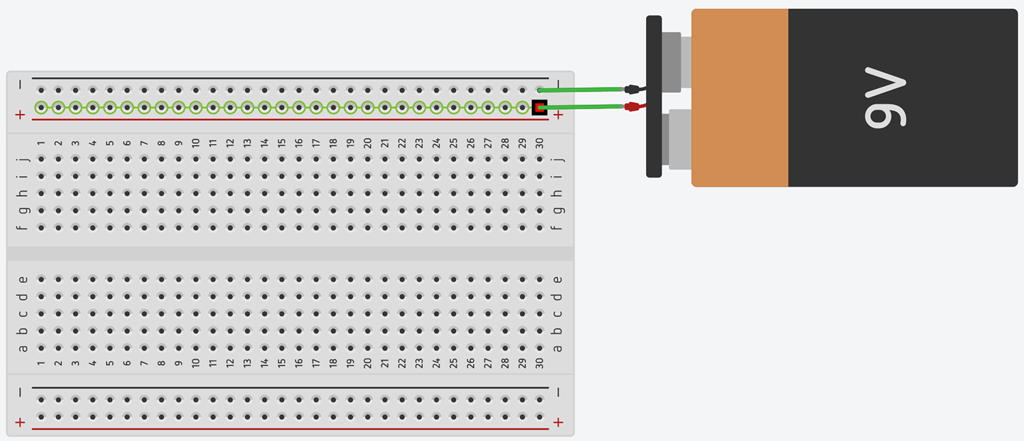 − −
+ +
1 2 3 4 5 6 7 8 9 10 11 12 13 14 15 16 17 18 19 20 21 22 23 24 25 26 27 28 29 30
j j
i i
h h
g g
f f
e e
d d
c c
b b
a a
1 2 3 4 5 6 7 8 9 10 11 12 13 14 15 16 17 18 19 20 21 22 23 24 25 26 27 28 29 30
− −
+ +
9V